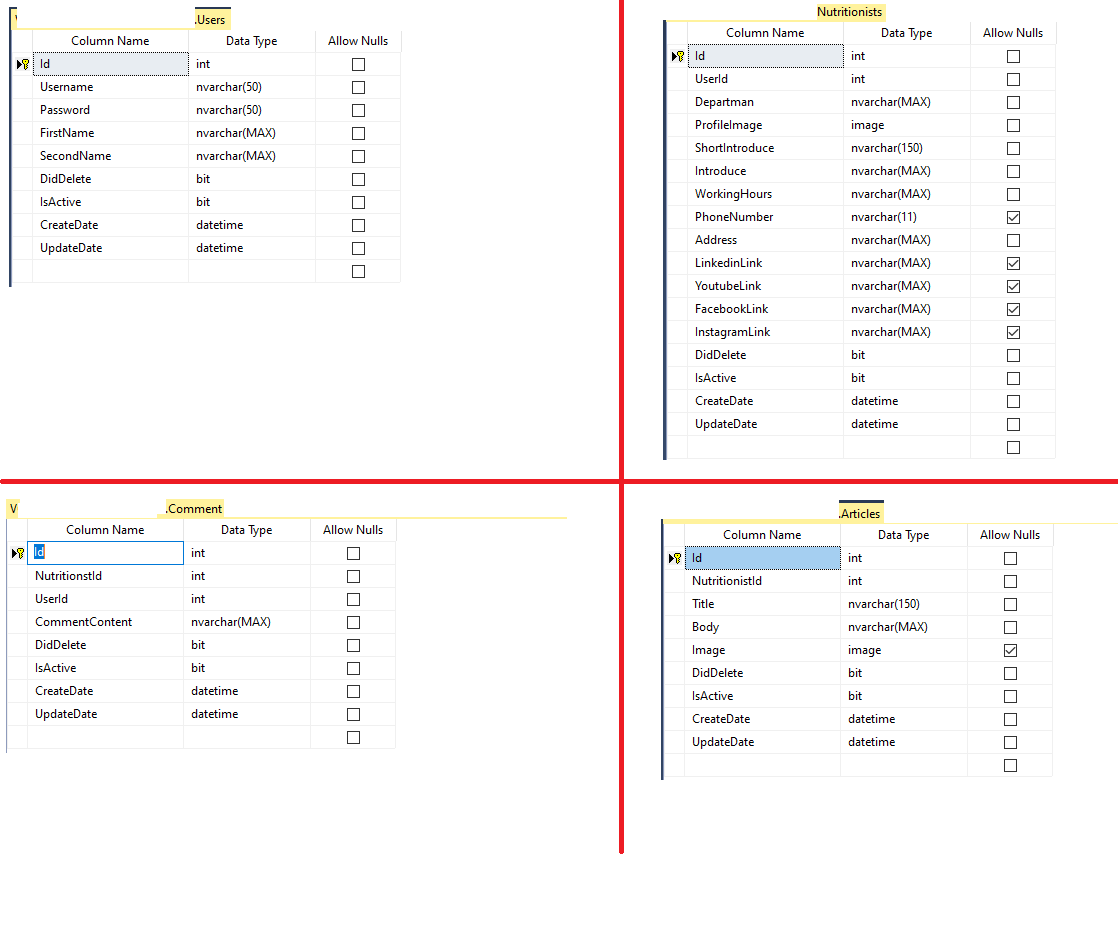 .Users
Column Name Data Type Allow Nulls
Id int
Username nvarchar(50)
Password nvarchar(50)
FirstName nvarchar(MAX)
SecondName nvarchar(MAX)
DidDelete bit
IsActive bit
CreateDate datetime
UpdateDate datetime
Nutritionists
Column Name Data Type Allow Nulls
Id int
UserId int
Departman nvarchar(MAX)
ProfileImage image
ShortIntroduce nvarchar(150)
Introduce nvarchar(MAX)
WorkingHours nvarchar(MAX)
PhoneNumber nvarchar(11)
Address nvarchar(MAX)
LinkedinLink nvarchar(MAX)
YoutubeLink nvarchar(MAX)
FacebookLink nvarchar(MAX)
InstagramLink nvarchar(MAX)
DidDelete bit
IsActive bit
CreateDate datetime
UpdateDate datetime
V .Comment
Column Name Data Type Allow Nulls
Id int
NutritionstId int
UserId int
CommentContent nvarchar(MAX)
DidDelete bit
IsActive bit
CreateDate datetime
UpdateDate datetime
.Articles
Column Name Data Type Allow Nulls
Id int
NutritionistId int
Title nvarchar(150)
Body nvarchar(MAX)
Image image
DidDelete bit
IsActive bit
CreateDate datetime
UpdateDate datetime